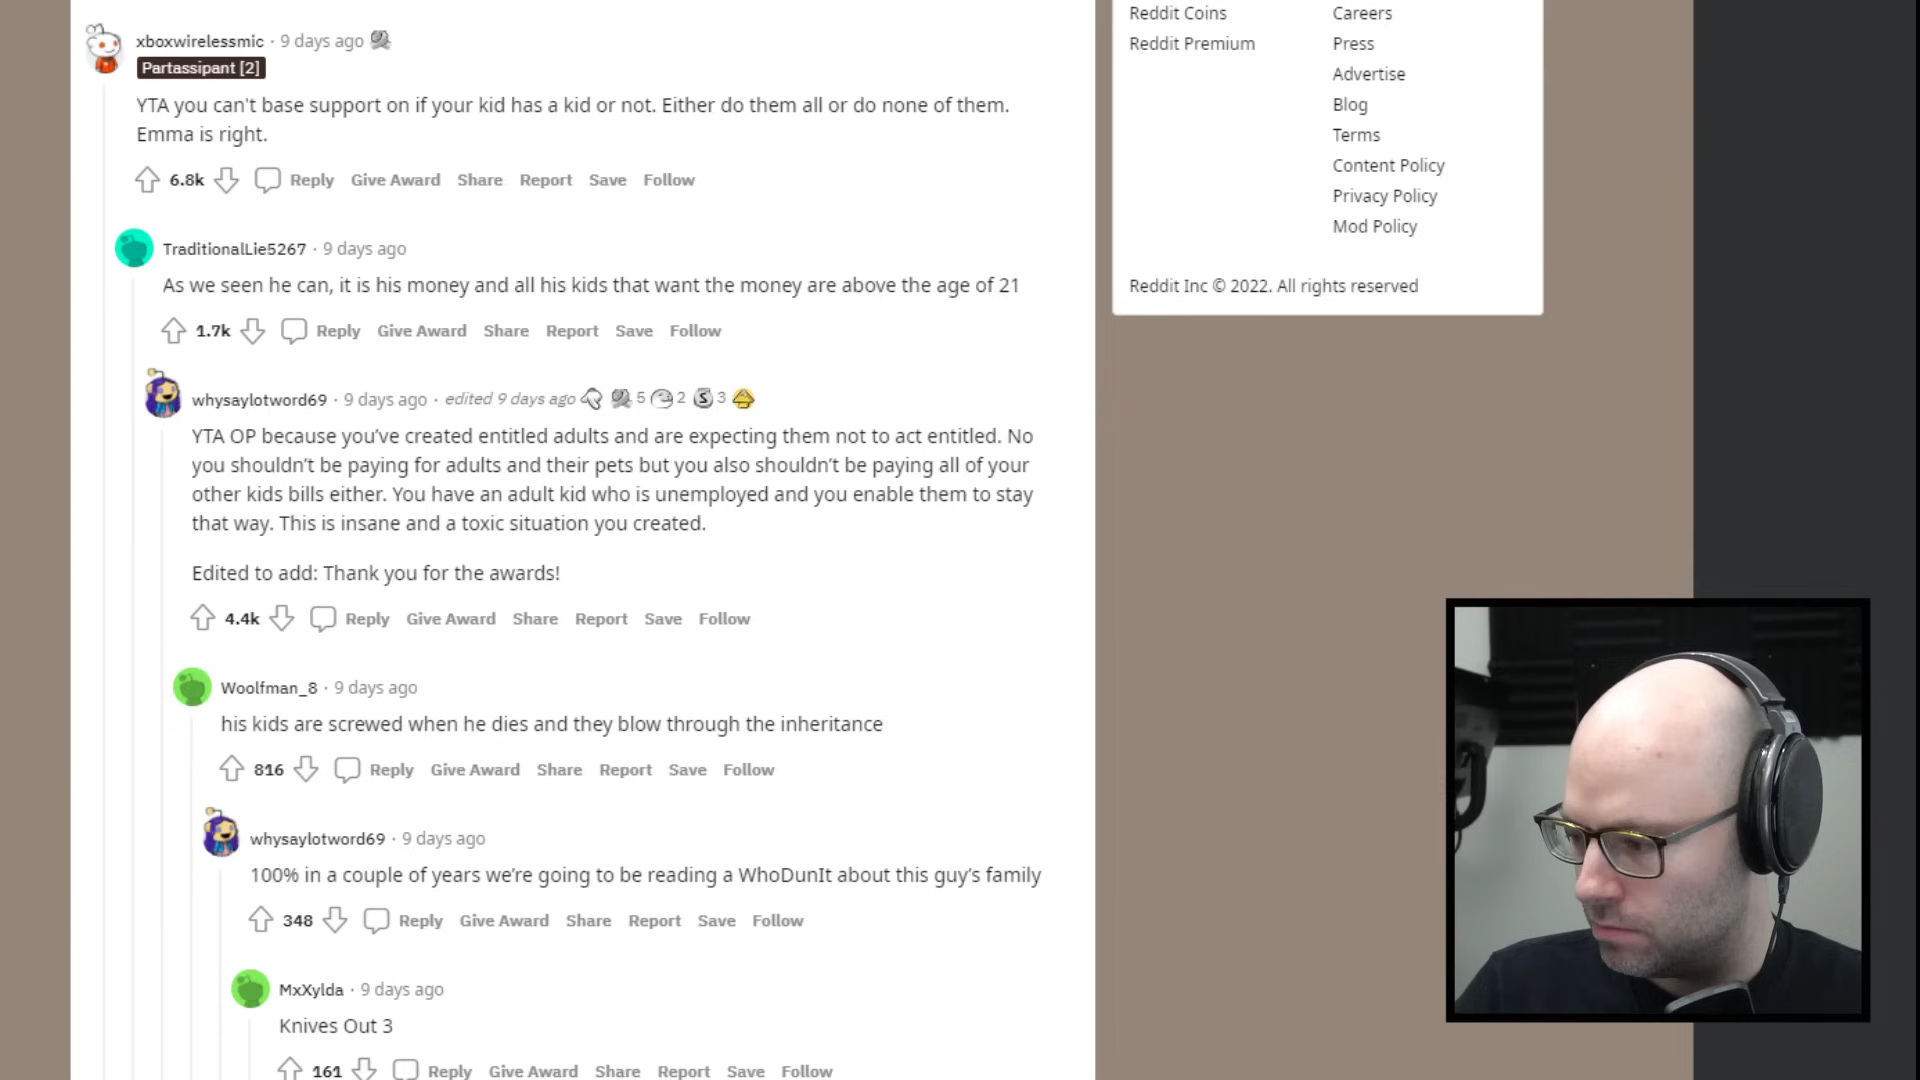 xboxwirelessmic · 9 days ago
Partassipant [2]
YTA you can't base support on if your kid has a kid or not. Either do them all or do none of them.
Emma is right.
6.8k Reply Give Award Share Report Save Follow
TraditionalLie5267 · 9 days ago
As we seen he can, it is his money and all his kids that want the money are above the age of 21
1.7k Reply Give Award Share Report Save Follow
whysaylotword69 · 9 days ago · edited 9 days ago 5 2 3
YTA OP because you’ve created entitled adults and are expecting them not to act entitled. No
you shouldn’t be paying for adults and their pets but you also shouldn’t be paying all of your
other kids bills either. You have an adult kid who is unemployed and you enable them to stay
that way. This is insane and a toxic situation you created.
Edited to add: Thank you for the awards!
4.4k Reply Give Award Share Report Save Follow
Woolfman_8 · 9 days ago
his kids are screwed when he dies and they blow through the inheritance
816 Reply Give Award Share Report Save Follow
whysaylotword69 · 9 days ago
100% in a couple of years we’re going to be reading a WhoDunIt about this guy’s family
348 Reply Give Award Share Report Save Follow
MxXylda · 9 days ago
Knives Out 3
161 Reply Give Award Share Report Save Follow
Reddit Coins
Reddit Premium
Careers
Press
Advertise
Blog
Terms
Content Policy
Privacy Policy
Mod Policy
Reddit Inc © 2022. All rights reserved